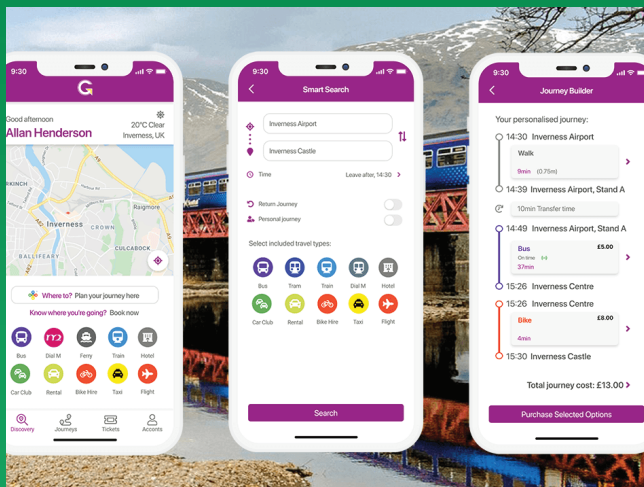 9:30
G
Good afternoon
Allan Henderson
20°C Clear
Inverness, UK
Raigmore
A82
Inverness
CROWN
CULCABOCK
BALLIFEARY
Where to? Plan your journey here
Know where you're going? Book now
Bus
Dial M
Ferry
Train
Hotel
Car Club
Rental
Bike Hire
Taxi
Flight
Discovery
Journeys
Tickets
Acconts
9:30
Smart Search
Inverness Airport
Inverness Castle
Time
Leave after, 14:30
Return Journey
Personal journey
Select included travel types:
Bus
Tram
Train
Dial M
Hotel
Car Club
Rental
Bike Hire
Taxi
Flight
Search
9:30
Journey Builder
Your personalised journey:
14:30 Inverness Airport
Walk
9min (0.75m)
14:39 Inverness Airport, Stand A
10min Transfer time
14:49 Inverness Airport, Stand A
Bus £5.00
On time
37min
15:26 Inverness Centre
15:26 Inverness Centre
Bike £8.00
4min
15:30 Inverness Castle
Total journey cost: £13.00
Purchase Selected Options